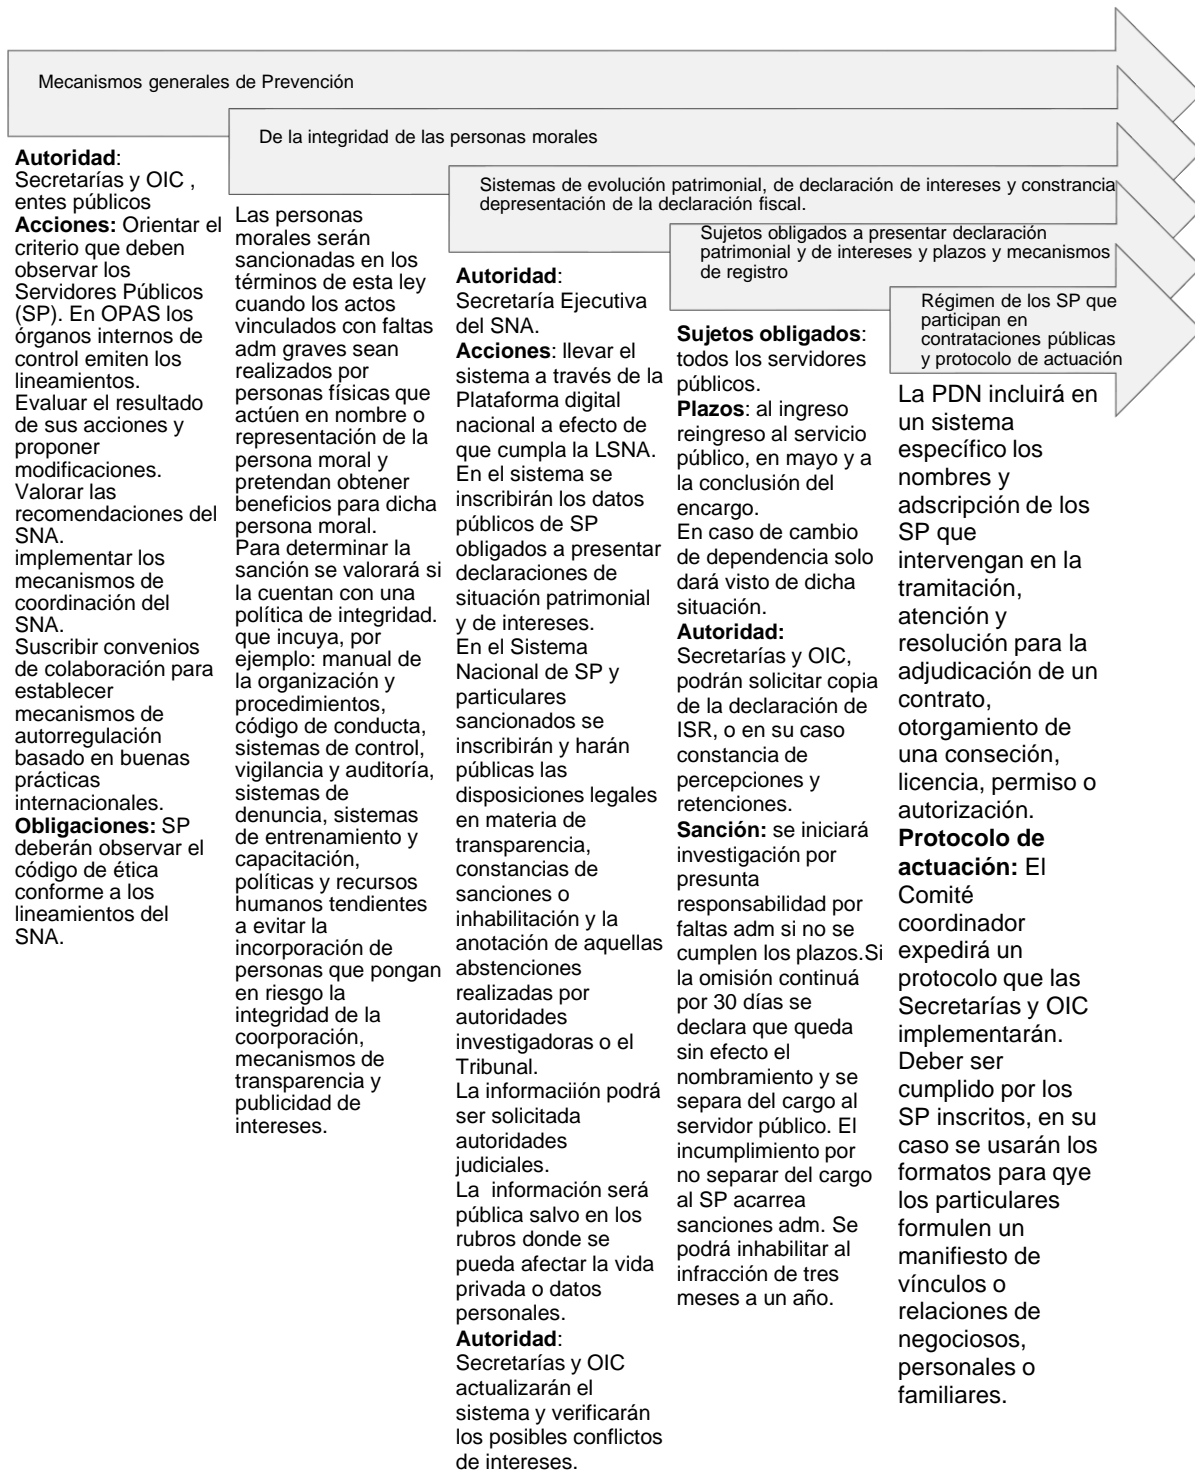 Mecanismos generales de Prevención
Autoridad:
Secretarías y OIC ,
entes públicos
Acciones: Orientar el
criterio que deben
observar los
Servidores Públicos
(SP). En OPAS los
órganos internos de
control emiten los
lineamientos.
Evaluar el resultado
de sus acciones y
proponer
modificaciones.
Valorar las
recomendaciones del
SNA.
implementar los
mecanismos de
coordinación del
SNA.
Suscribir convenios
de colaboración para
establecer
mecanismos de
autorregulación
basado en buenas
prácticas
internacionales.
Obligaciones: SP
deberán observar el
código de ética
conforme a los
lineamientos del
SNA.
De la integridad de las personas morales
Las personas
morales serán
sancionadas en los
términos de esta ley
cuando los actos
vinculados con faltas
adm graves sean
realizados por
personas físicas que
actúen en nombre o
representación de la
persona moral y
pretendan obtener
beneficios para dicha
persona moral.
Para determinar la
sanción se valorará si
la cuentan con una
política de integridad.
que incuya, por
ejemplo: manual de
la organización y
procedimientos,
código de conducta,
sistemas de control,
vigilancia y auditoría,
sistemas de
denuncia, sistemas
de entrenamiento y
capacitación,
políticas y recursos
humanos tendientes
a evitar la
incorporación de
personas que pongan
en riesgo la
integridad de la
coorporación,
mecanismos de
transparencia y
publicidad de
intereses.
Sistemas de evolución patrimonial, de declaración de intereses y constrancia
depresentación de la declaración fiscal.
Autoridad:
Secretaría Ejecutiva
del SNA.
Acciones: llevar el
sistema a través de la
Plataforma digital
nacional a efecto de
que cumpla la LSNA.
En el sistema se
inscribirán los datos
públicos de SP
obligados a presentar
declaraciones de
situación patrimonial
y de intereses.
En el Sistema
Nacional de SP y
particulares
sancionados se
inscribirán y harán
públicas las
disposiciones legales
en materia de
transparencia,
constancias de
sanciones o
inhabilitación y la
anotación de aquellas
abstenciones
realizadas por
autoridades
investigadoras o el
Tribunal.
La informaciión podrá
ser solicitada
autoridades
judiciales.
La  información será
pública salvo en los
rubros donde se
pueda afectar la vida
privada o datos
personales.
Autoridad:
Secretarías y OIC
actualizarán el
sistema y verificarán
los posibles conflictos
de intereses.
Sujetos obligados a presentar declaración
patrimonial y de intereses y plazos y mecanismos
de registro
Sujetos obligados:
todos los servidores
públicos.
Plazos: al ingreso
reingreso al servicio
público, en mayo y a
la conclusión del
encargo.
En caso de cambio
de dependencia solo
dará visto de dicha
situación.
Autoridad:
Secretarías y OIC,
podrán solicitar copia
de la declaración de
ISR, o en su caso
constancia de
percepciones y
retenciones.
Sanción: se iniciará
investigación por
presunta
responsabilidad por
faltas adm si no se
cumplen los plazos.Si
la omisión continuá
por 30 días se
declara que queda
sin efecto el
nombramiento y se
separa del cargo al
servidor público. El
incumplimiento por
no separar del cargo
al SP acarrea
sanciones adm. Se
podrá inhabilitar al
infracción de tres
meses a un año.
Régimen de los SP que
participan en
contrataciones públicas
y protocolo de actuación
La PDN incluirá en
un sistema
específico los
nombres y
adscripción de los
SP que
intervengan en la
tramitación,
atención y
resolución para la
adjudicación de un
contrato,
otorgamiento de
una conseción,
licencia, permiso o
autorización.
Protocolo de
actuación: El
Comité
coordinador
expedirá un
protocolo que las
Secretarías y OIC
implementarán.
Deber ser
cumplido por los
SP inscritos, en su
caso se usarán los
formatos para qye
los particulares
formulen un
manifiesto de
vínculos o
relaciones de
negociosos,
personales o
familiares.